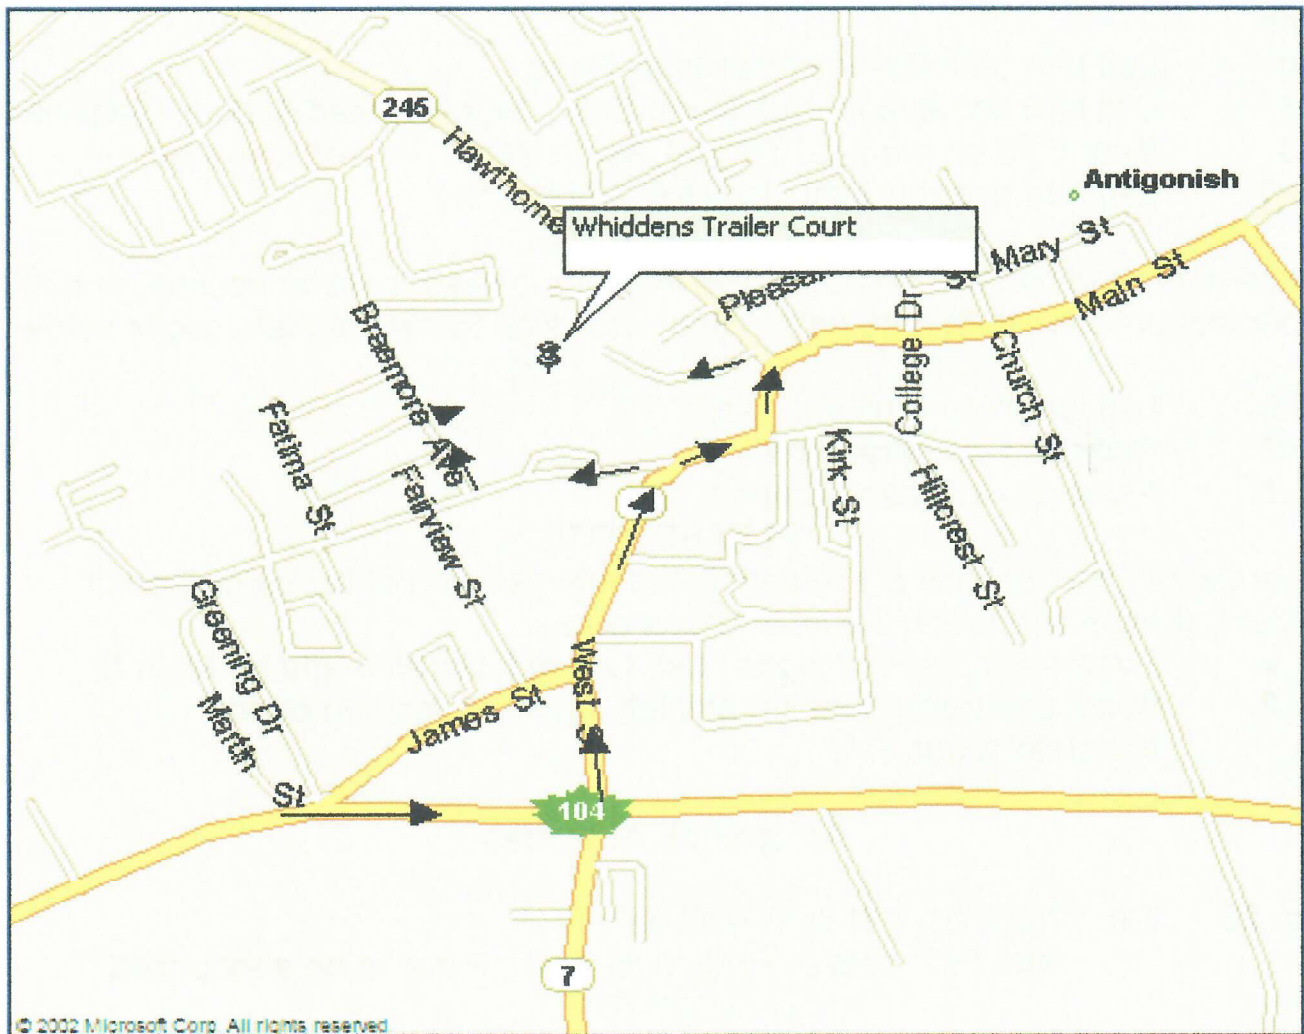 245
Hawthorne
Antigonish
Whiddens Trailer Court
St Mary St
Main St
College Dr
Church St
Braemore Ave
Fatima St
Fairview St
Kirk St
Hillcrest St
Greening Dr
Martin
St
James St
West S
104
7
© 2002 Microsoft Corp. All rights reserved